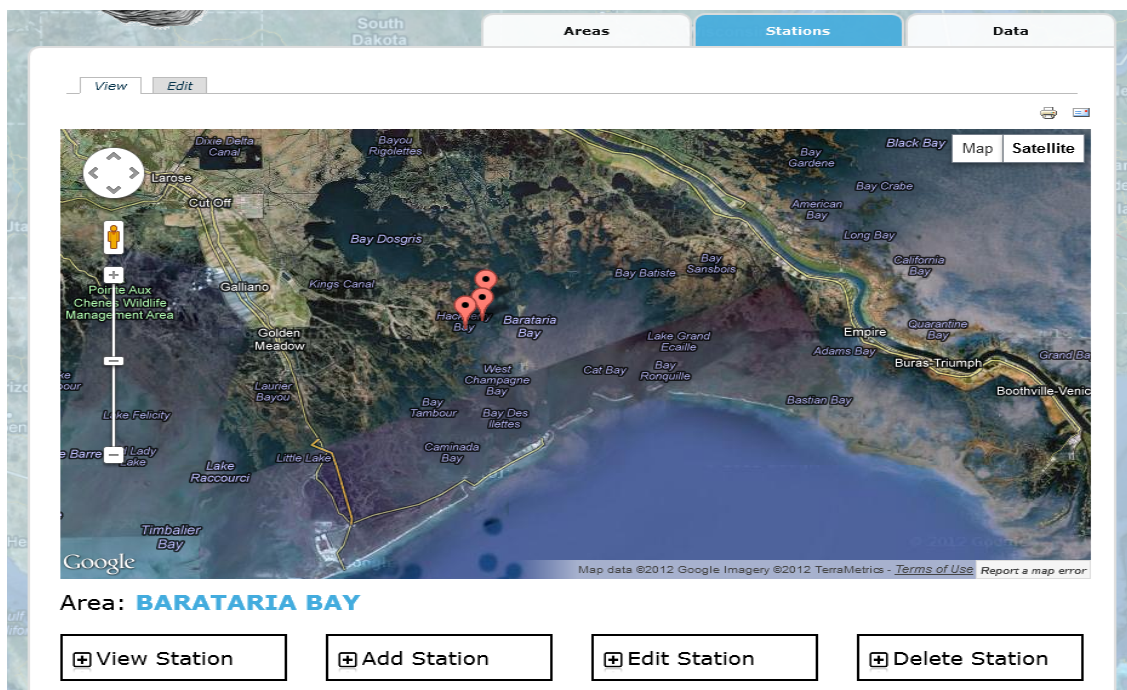 South
Dakota
Areas
Stations
Data
View
Edit
Map
Satellite
Dixie Delta
Canal
Bayou
Rigolettes
Bay
Gardene
Black Bay
Larose
Cut Off
Bay Crabe
American
Bay
Long Bay
Bay Dosgris
Bay
Sansbois
Bay Batiste
California
Bay
Pointe Aux
Chenes Wildlife
Management Area
Galliano
Kings Canal
Hackberry
Bay
Barataria
Bay
Golden
Meadow
Lake Grand
Ecaille
Empire
Quarantine
Bay
Adams Bay
Grand Ba
Buras-Triumph
West
Champagne
Bay
Cat Bay
Bay
Ronquille
Boothville-Venic
Laurier
Bayou
Bay
Tambour
Bay Des
Ilettes
Bastian Bay
Lake Felicity
Caminada
Bay
e Barre
Lady
Lake
Little Lake
Lake
Raccourci
Timbalier
Bay
Google
Map data ©2012 Google Imagery ©2012 TerraMetrics - Terms of Use
Report a map error
Area: BARATARIA BAY
View Station
Add Station
Edit Station
Delete Station